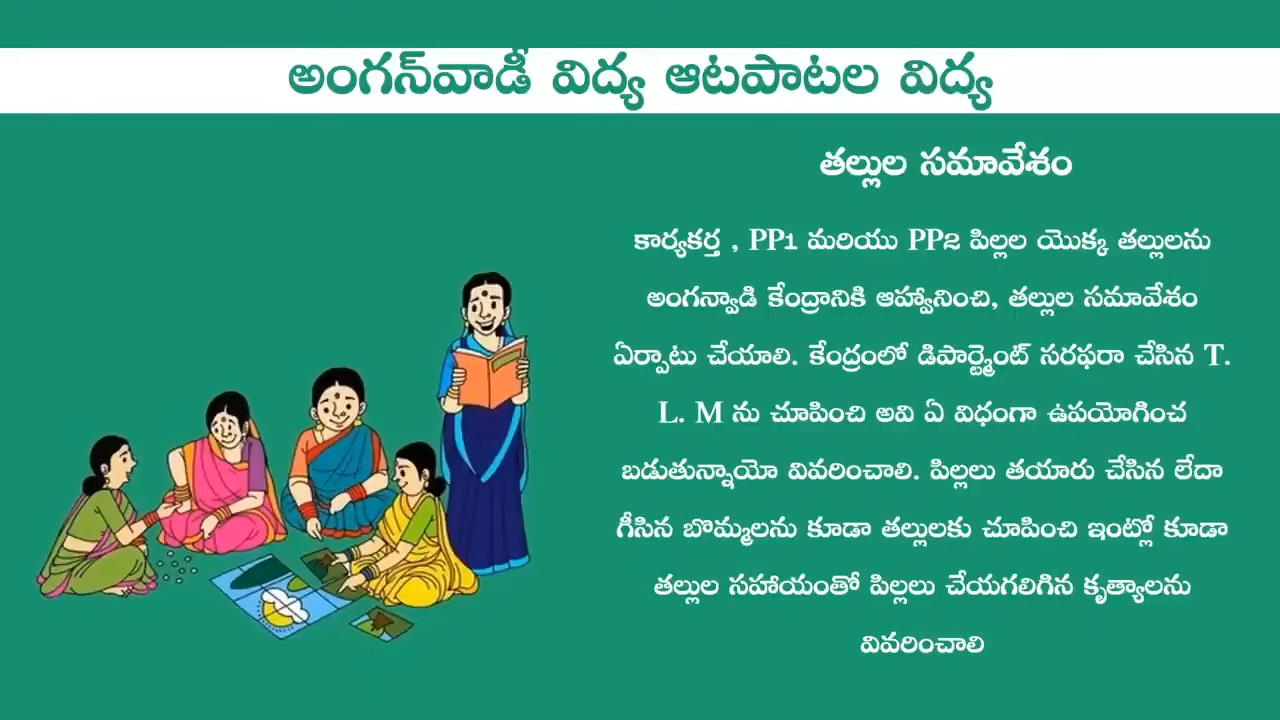 అంగన్‌వాడీ విద్య ఆటపాటల విద్య
తల్లుల సమావేశం
కార్యకర్త , PP1 మరియు PP2 పిల్లల యొక్క తల్లులను
అంగన్వాడి కేంద్రానికి ఆహ్వానించి, తల్లుల సమావేశం
ఏర్పాటు చేయాలి. కేంద్రంలో డిపార్ట్మెంట్ సరఫరా చేసిన T.
L. M ను చూపించి అవి ఏ విధంగా ఉపయోగించ
బడుతున్నాయో వివరించాలి. పిల్లలు తయారు చేసిన లేదా
గీసిన బొమ్మలను కూడా తల్లులకు చూపించి ఇంట్లో కూడా
తల్లుల సహాయంతో పిల్లలు చేయగలిగిన కృత్యాలను
వివరించాలి